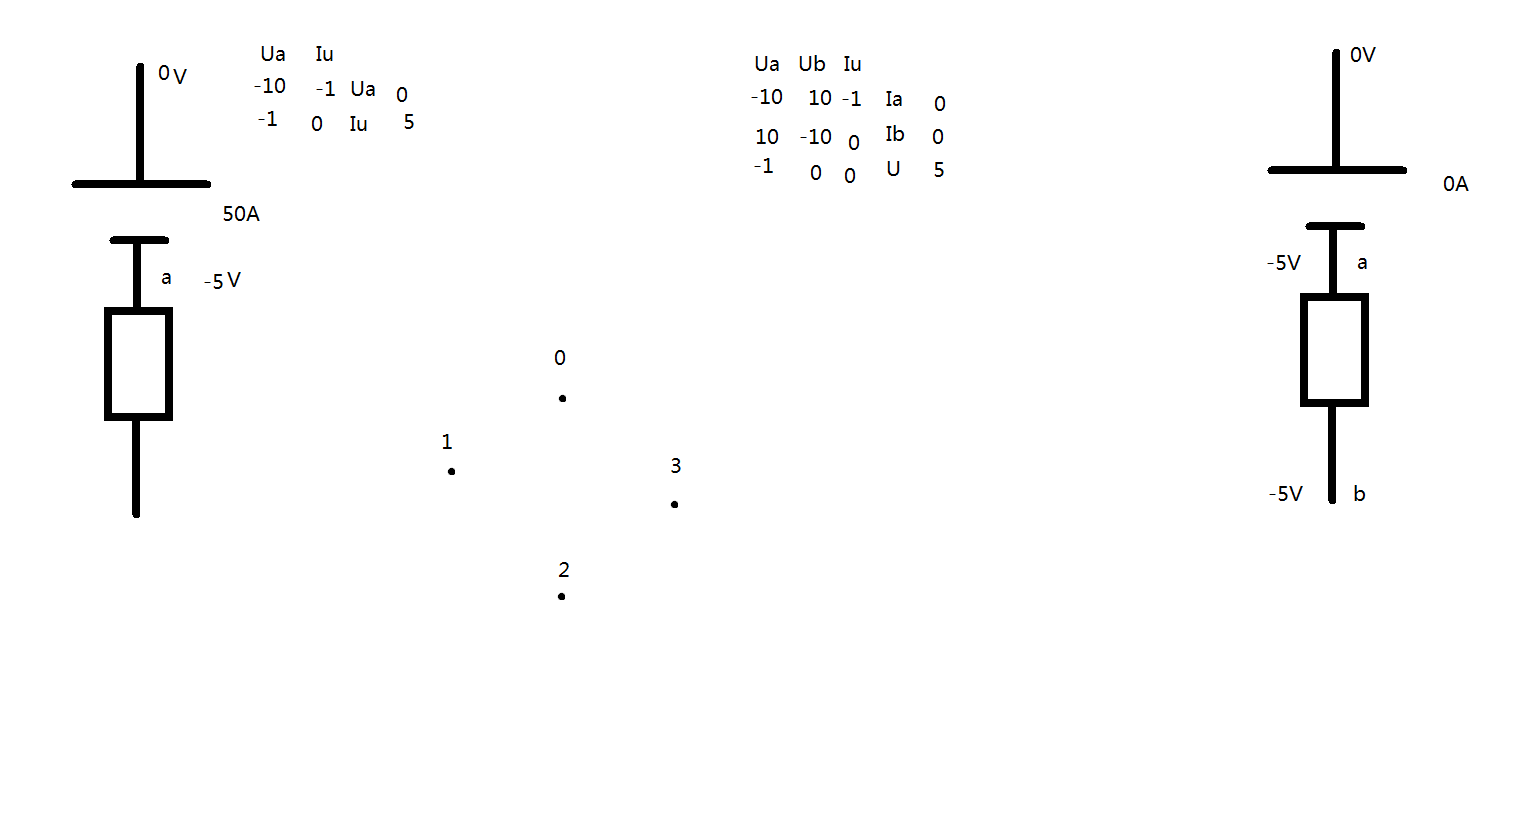 0V
Ua Iu
-10 -1 Ua 0
-1 0 Iu 5
50A
a -5V
Ua Ub Iu
-10 10 -1 Ia 0
10 -10 0 Ib 0
-1 0 0 U 5
0V
0A
-5V a
-5V b
0
1
3
2